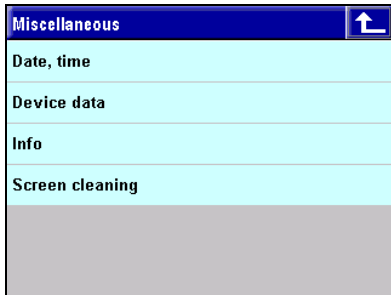 Miscellaneous
Date, time
Device data
Info
Screen cleaning